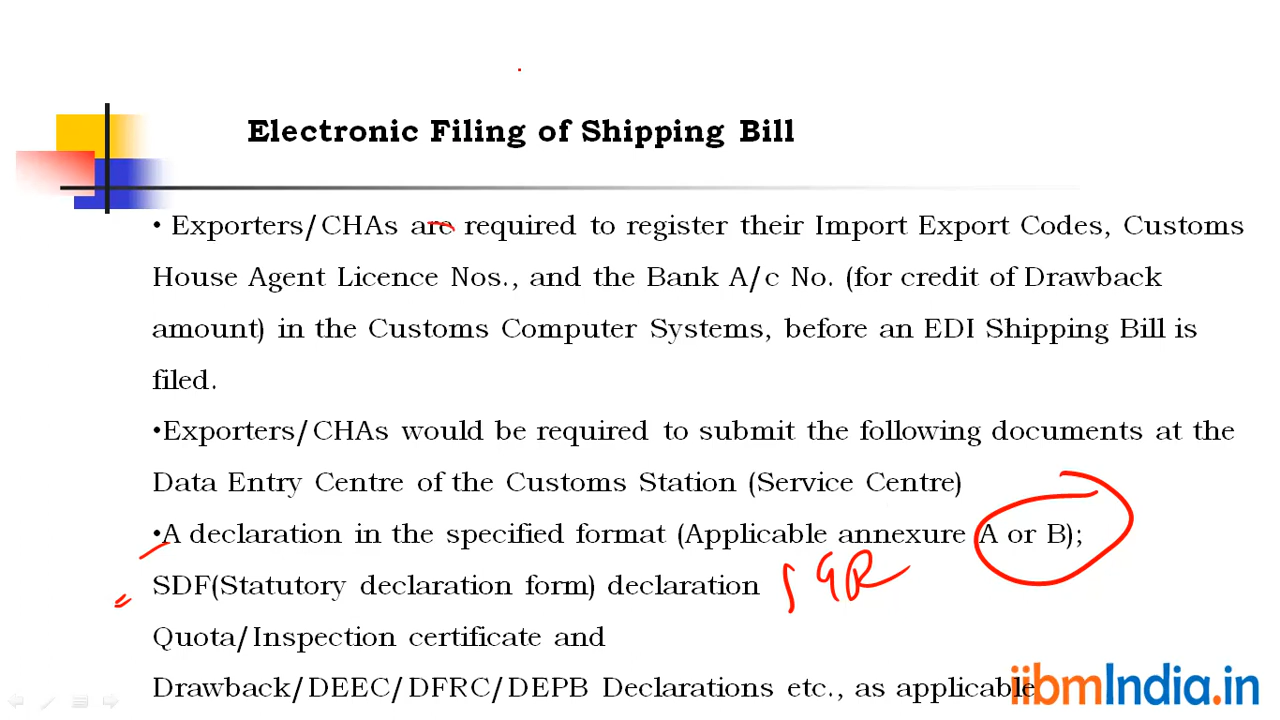 Electronic Filing of Shipping Bill
• Exporters/CHAs are required to register their Import Export Codes, Customs
House Agent Licence Nos., and the Bank A/c No. (for credit of Drawback
amount) in the Customs Computer Systems, before an EDI Shipping Bill is
filed.
•Exporters/CHAs would be required to submit the following documents at the
Data Entry Centre of the Customs Station (Service Centre)
•A declaration in the specified format (Applicable annexure A or B);
SDF(Statutory declaration form) declaration GR
Quota/Inspection certificate and
Drawback/DEEC/DFRC/DEPB Declarations etc., as applicable
iibmIndia.in